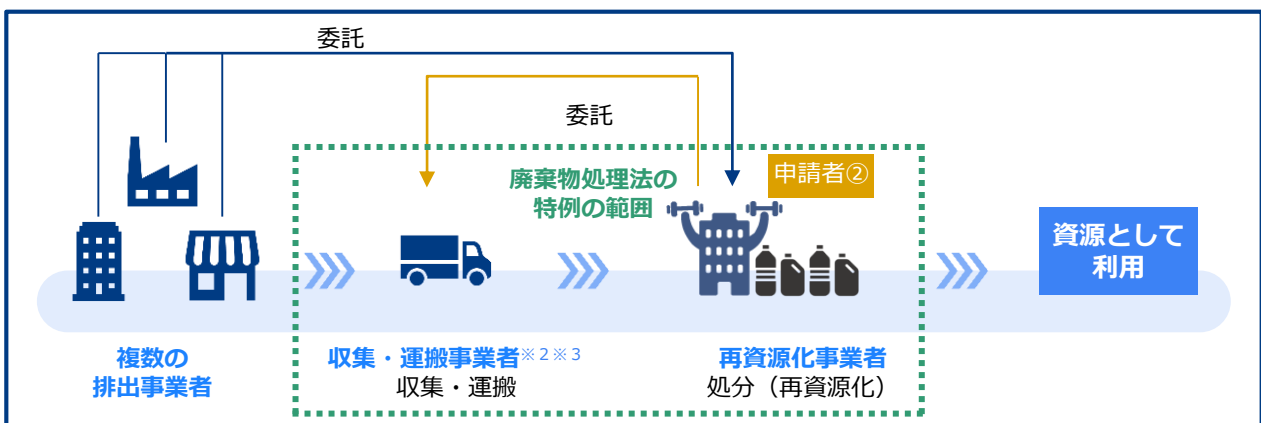 委託
委託
廃棄物処理法の
特例の範囲
申請者②
資源として
利用
複数の
排出事業者
収集・運搬事業者※2※3
収集・運搬
再資源化事業者
処分（再資源化）